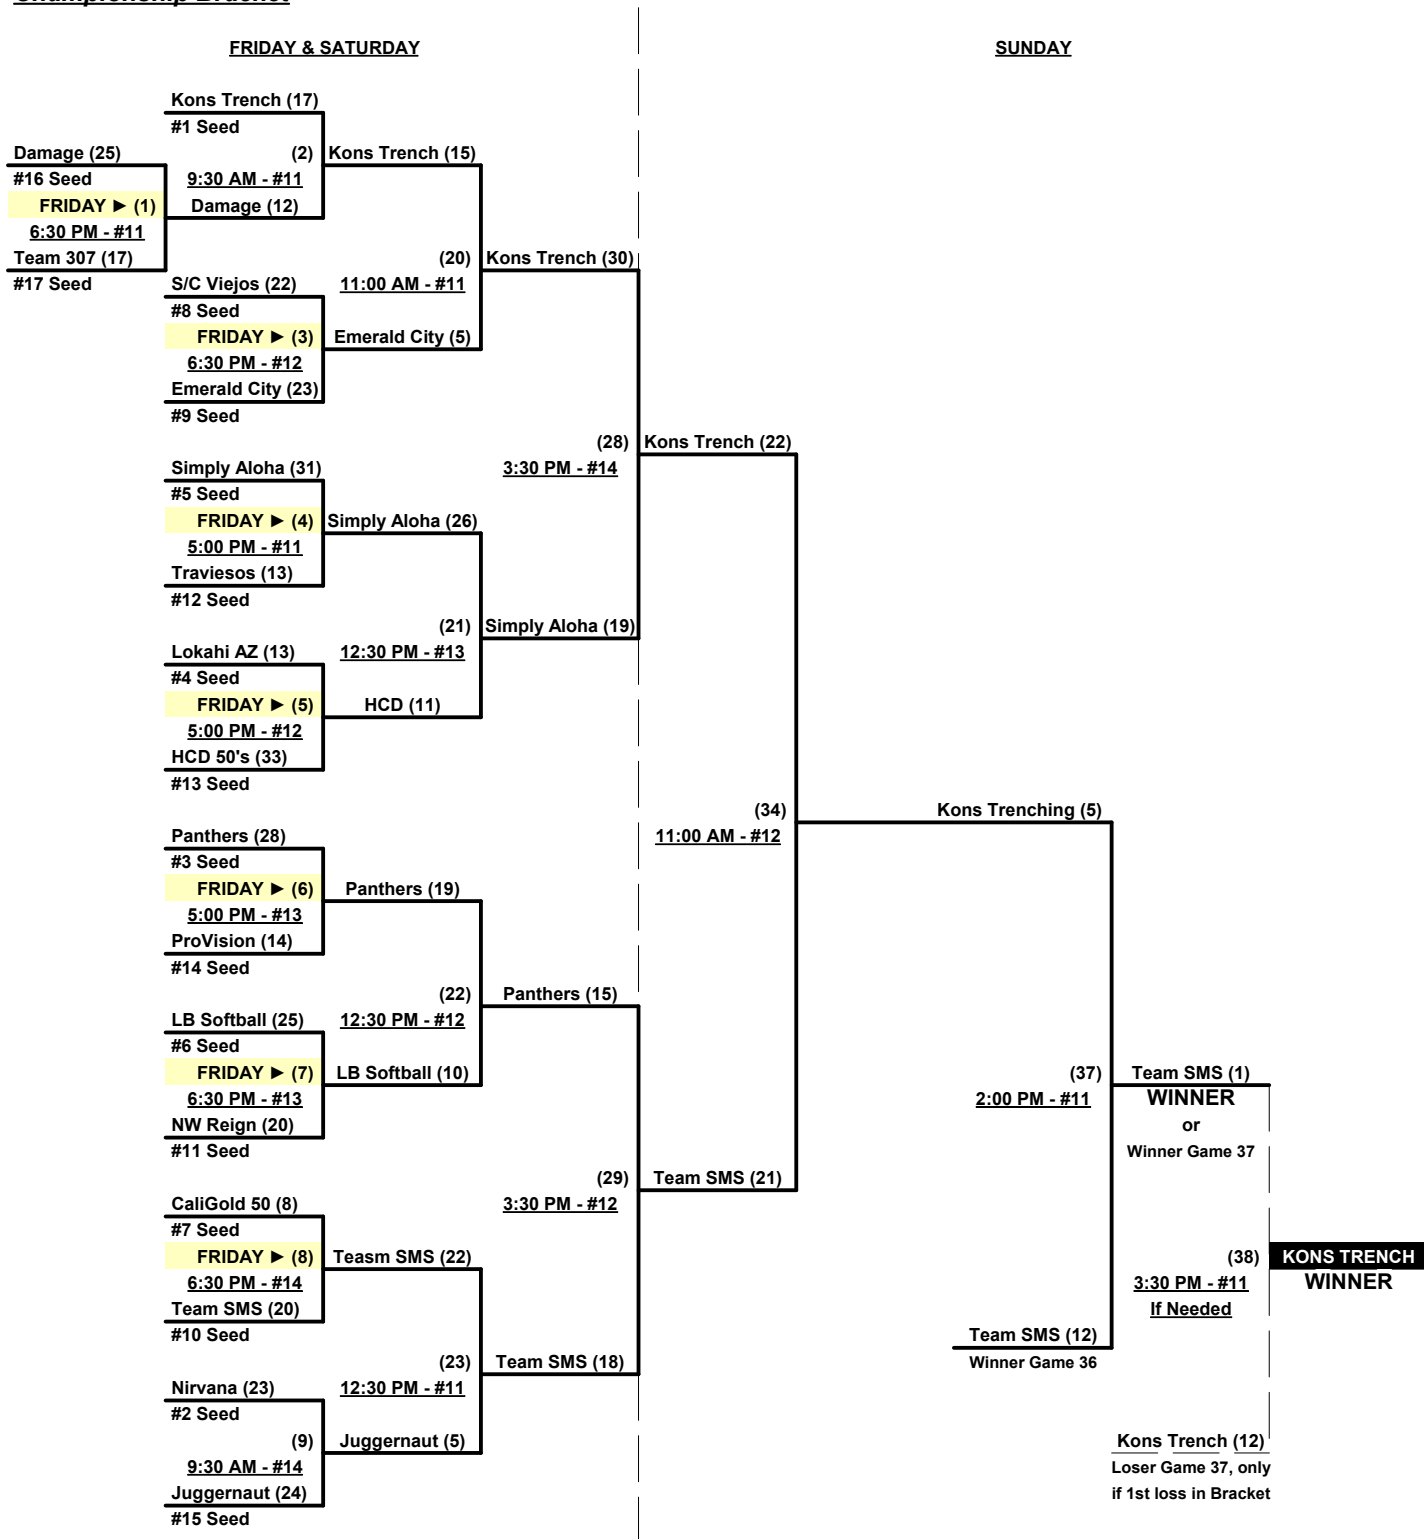 Championship Bracket
FRIDAY & SATURDAY
SUNDAY
Kons Trench (17)
#1 Seed
Damage (25)
(2)
Kons Trench (15)
#16 Seed
9:30 AM - #11
FRIDAY ► (1)
Damage (12)
6:30 PM - #11
Team 307 (17)
(20)
Kons Trench (30)
#17 Seed
S/C Viejos (22)
11:00 AM - #11
#8 Seed
FRIDAY ► (3)
Emerald City (5)
6:30 PM - #12
Emerald City (23)
#9 Seed
(28)
Kons Trench (22)
Simply Aloha (31)
3:30 PM - #14
#5 Seed
FRIDAY ► (4)
Simply Aloha (26)
5:00 PM - #11
Traviesos (13)
#12 Seed
(21)
Simply Aloha (19)
Lokahi AZ (13)
12:30 PM - #13
#4 Seed
FRIDAY ► (5)
HCD (11)
5:00 PM - #12
HCD 50's (33)
#13 Seed
(34)
Kons Trenching (5)
Panthers (28)
11:00 AM - #12
#3 Seed
FRIDAY ► (6)
Panthers (19)
5:00 PM - #13
ProVision (14)
#14 Seed
(22)
Panthers (15)
LB Softball (25)
12:30 PM - #12
#6 Seed
FRIDAY ► (7)
LB Softball (10)
(37)
Team SMS (1)
6:30 PM - #13
2:00 PM - #11
WINNER
NW Reign (20)
or
#11 Seed
Winner Game 37
(29)
Team SMS (21)
CaliGold 50 (8)
3:30 PM - #12
#7 Seed
FRIDAY ► (8)
Teasm SMS (22)
(38)
KONS TRENCH
6:30 PM - #14
3:30 PM - #11
WINNER
Team SMS (20)
If Needed
#10 Seed
Team SMS (12)
(23)
Team SMS (18)
Winner Game 36
Nirvana (23)
12:30 PM - #11
#2 Seed
(9)
Juggernaut (5)
Kons Trench (12)
9:30 AM - #14
Loser Game 37, only
Juggernaut (24)
if 1st loss in Bracket
#15 Seed